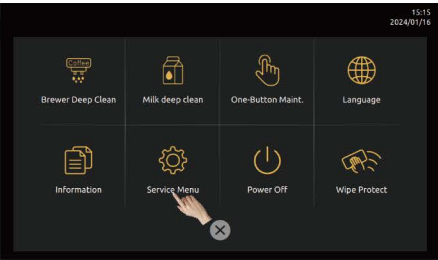 15:15
2024/01/16
Coffee
Brewer Deep Clean
Milk deep clean
One-Button Maint.
Language
Information
Service Menu
Power Off
Wipe Protect